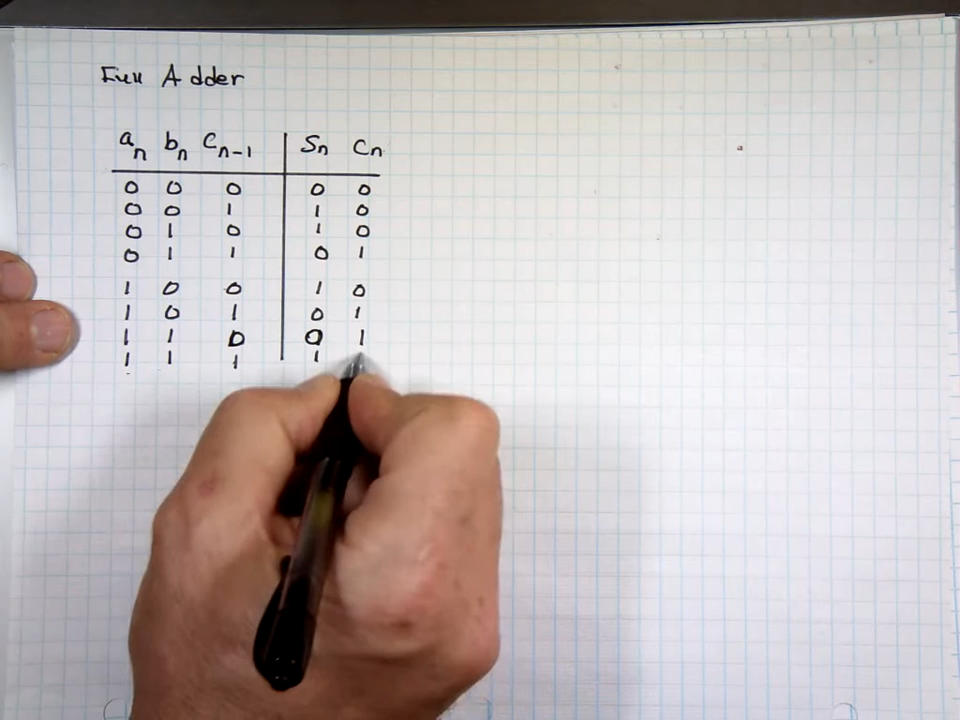 Full Adder
an bn Cn-1 Sn Cn
0 0 0 0 0
0 0 1 1 0
0 1 0 1 0
0 1 1 0 1
1 0 0 1 0
1 0 1 0 1
1 1 0 0 1
1 1 1 1